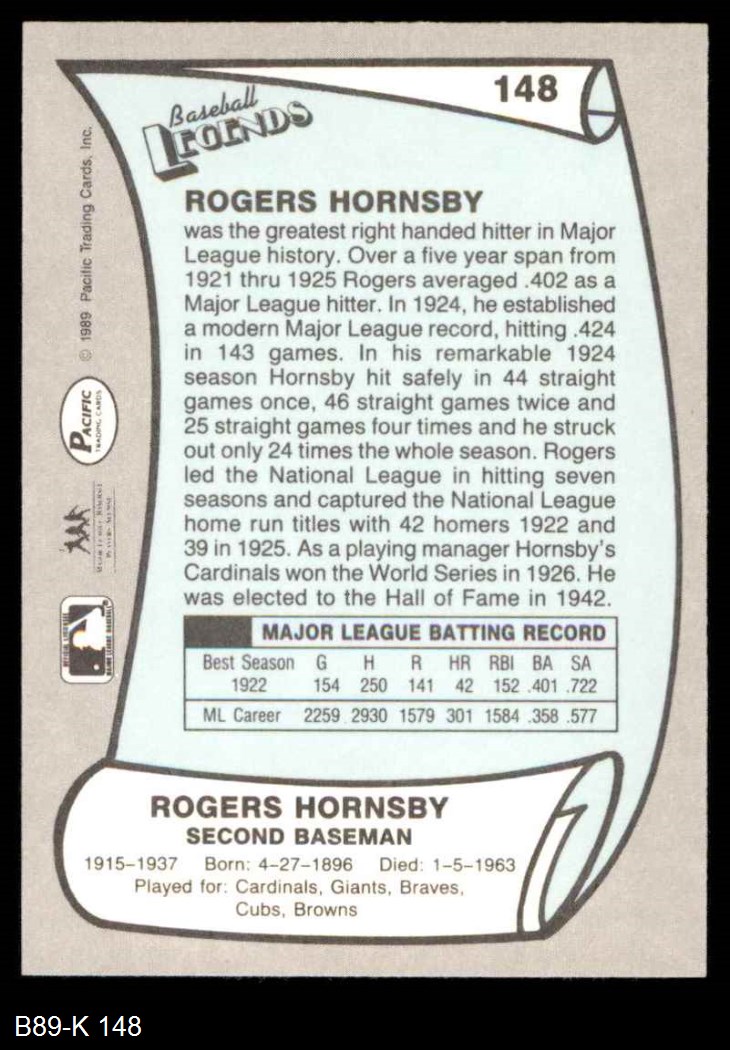 148
Baseball
LEGENDS
© 1989 Pacific Trading Cards, Inc.
PACIFIC
TRADING CARDS
ROGERS HORNSBY
was the greatest right handed hitter in Major
League history. Over a five year span from
1921 thru 1925 Rogers averaged .402 as a
Major League hitter. In 1924, he established
a modern Major League record, hitting .424
in 143 games. In his remarkable 1924
season Hornsby hit safely in 44 straight
games once, 46 straight games twice and
25 straight games four times and he struck
out only 24 times the whole season. Rogers
led the National League in hitting seven
seasons and captured the National League
home run titles with 42 homers 1922 and
39 in 1925. As a playing manager Hornsby's
Cardinals won the World Series in 1926. He
was elected to the Hall of Fame in 1942.
MAJOR LEAGUE BATTING RECORD
Best Season G H R HR RBI BA SA
1922 154 250 141 42 152 .401 .722
ML Career 2259 2930 1579 301 1584 .358 .577
ROGERS HORNSBY
SECOND BASEMAN
1915-1937 Born: 4-27-1896 Died: 1-5-1963
Played for: Cardinals, Giants, Braves,
Cubs, Browns
B89-K 148